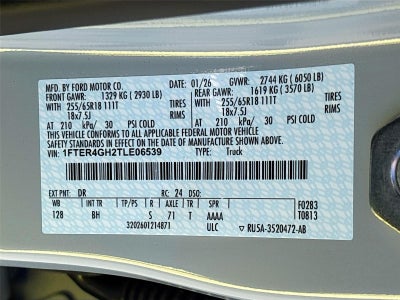 MFD. BY FORD MOTOR CO. 01/26 GVWR: 2744 KG ( 6050 LB)
FRONT GAWR: 1329 KG ( 2930 LB) REAR GAWR: 1619 KG ( 3570 LB)
255/65R18 111T TIRES WITH 255/65R18 111T TIRES
18x7.5J RIMS 18x7.5J RIMS
AT 210 kPa/ 30 PSI COLD AT 210 kPa/ 30 PSI COLD
THIS VEHICLE CONFORMS TO ALL APPLICABLE FEDERAL MOTOR VEHICLE
SAFETY STANDARDS IN EFFECT ON THE DATE OF MANUFACTURE SHOWN ABOVE.
VIN: 1FTER4GH2TLE06539 TYPE: Truck
EXT PNT: DR RC: 24 DSO:
WB INT TR TP/PS R AXLE TR SPR F0283
128 BH S 71 T AAAA T0813
3202601214871 ULC ▽ RU5A-3520472-AB